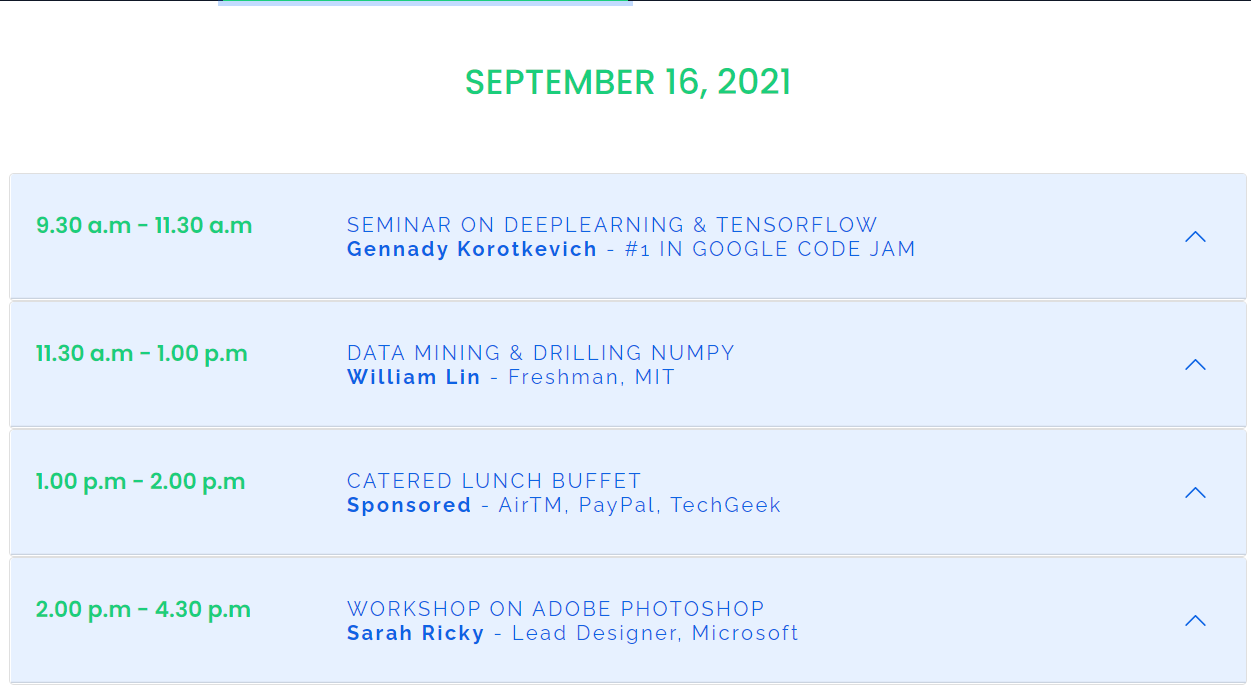 SEPTEMBER 16, 2021
9.30 a.m - 11.30 a.m
SEMINAR ON DEEPLEARNING & TENSORFLOW
Gennady Korotkevich - #1 IN GOOGLE CODE JAM
11.30 a.m - 1.00 p.m
DATA MINING & DRILLING NUMPY
William Lin - Freshman, MIT
1.00 p.m - 2.00 p.m
CATERED LUNCH BUFFET
Sponsored - AirTM, PayPal, TechGeek
2.00 p.m - 4.30 p.m
WORKSHOP ON ADOBE PHOTOSHOP
Sarah Ricky - Lead Designer, Microsoft